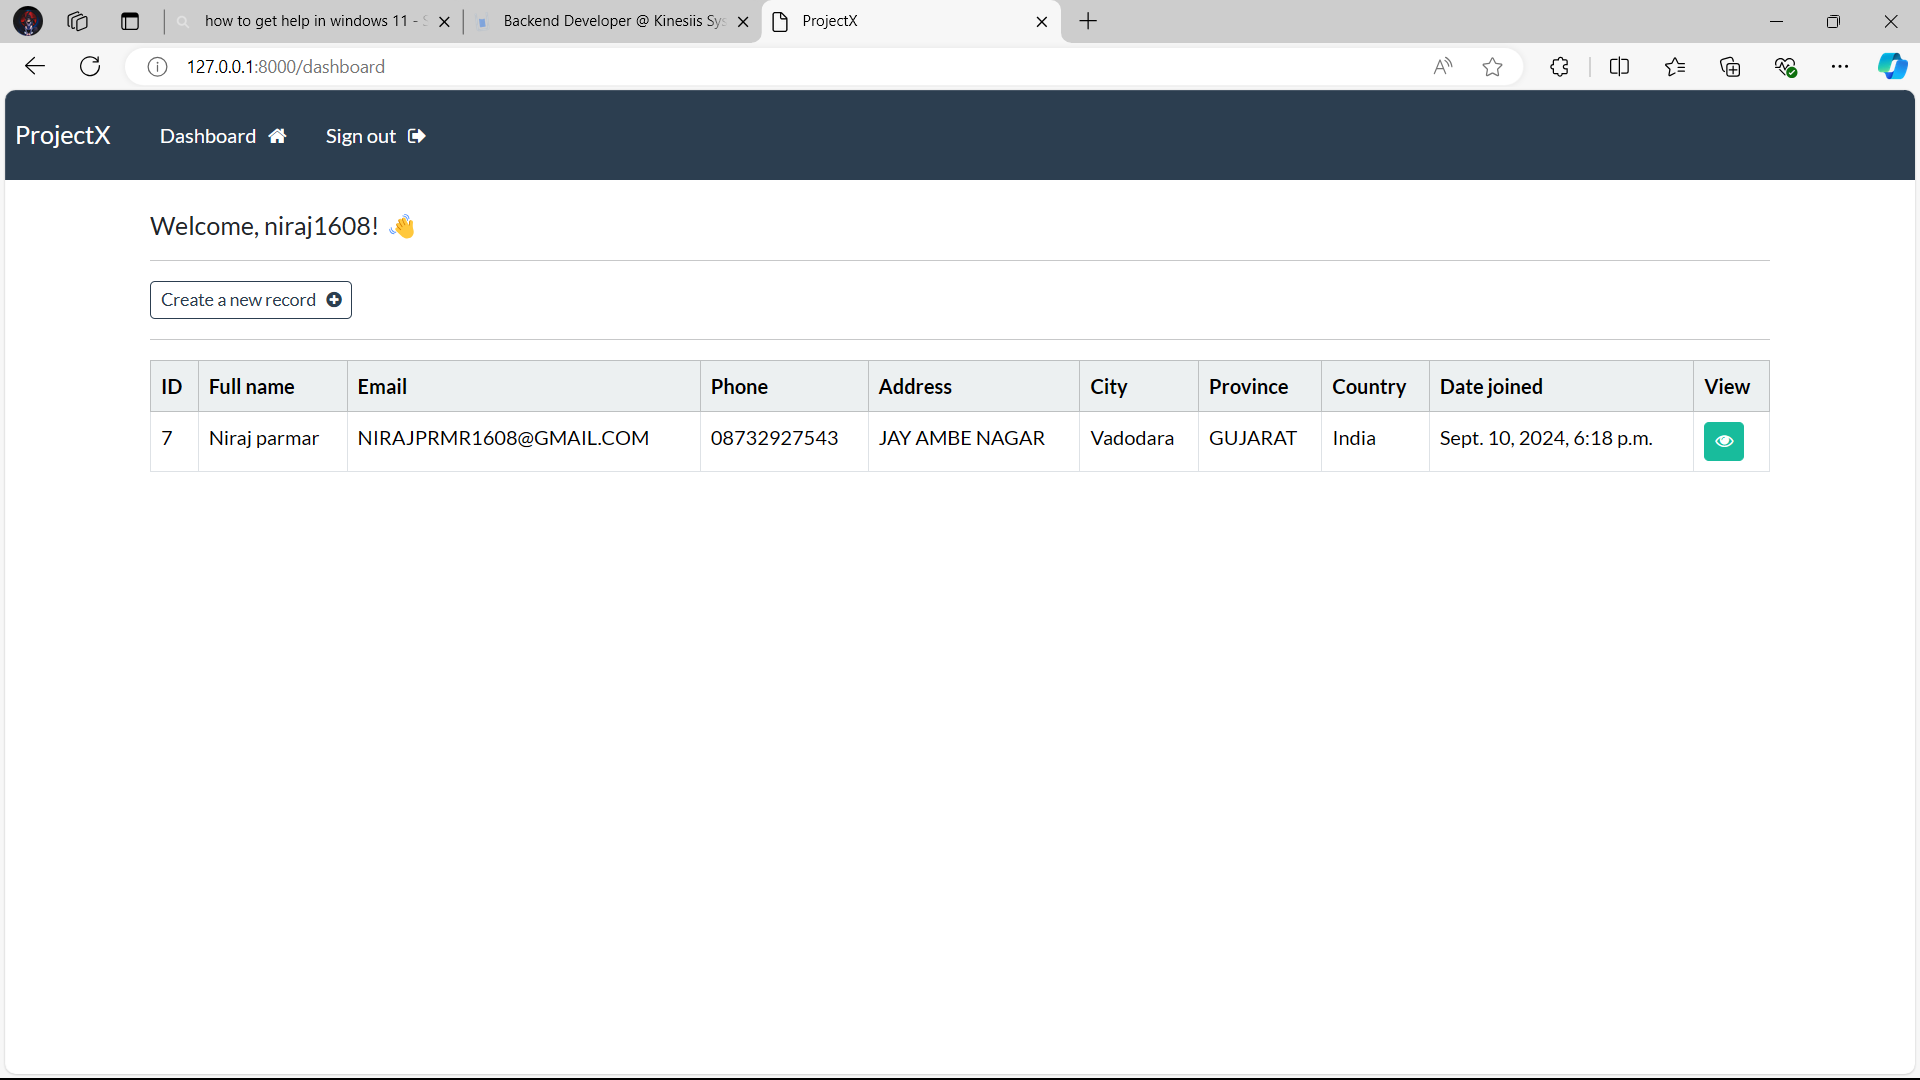 how to get help in windows 11 - S
Backend Developer @ Kinesiis Sys
ProjectX
127.0.0.1:8000/dashboard
ProjectX Dashboard Sign out
Welcome, niraj1608! 👋
Create a new record
ID Full name Email Phone Address City Province Country Date joined View
7 Niraj parmar NIRAJPRMR1608@GMAIL.COM 08732927543 JAY AMBE NAGAR Vadodara GUJARAT India Sept. 10, 2024, 6:18 p.m.